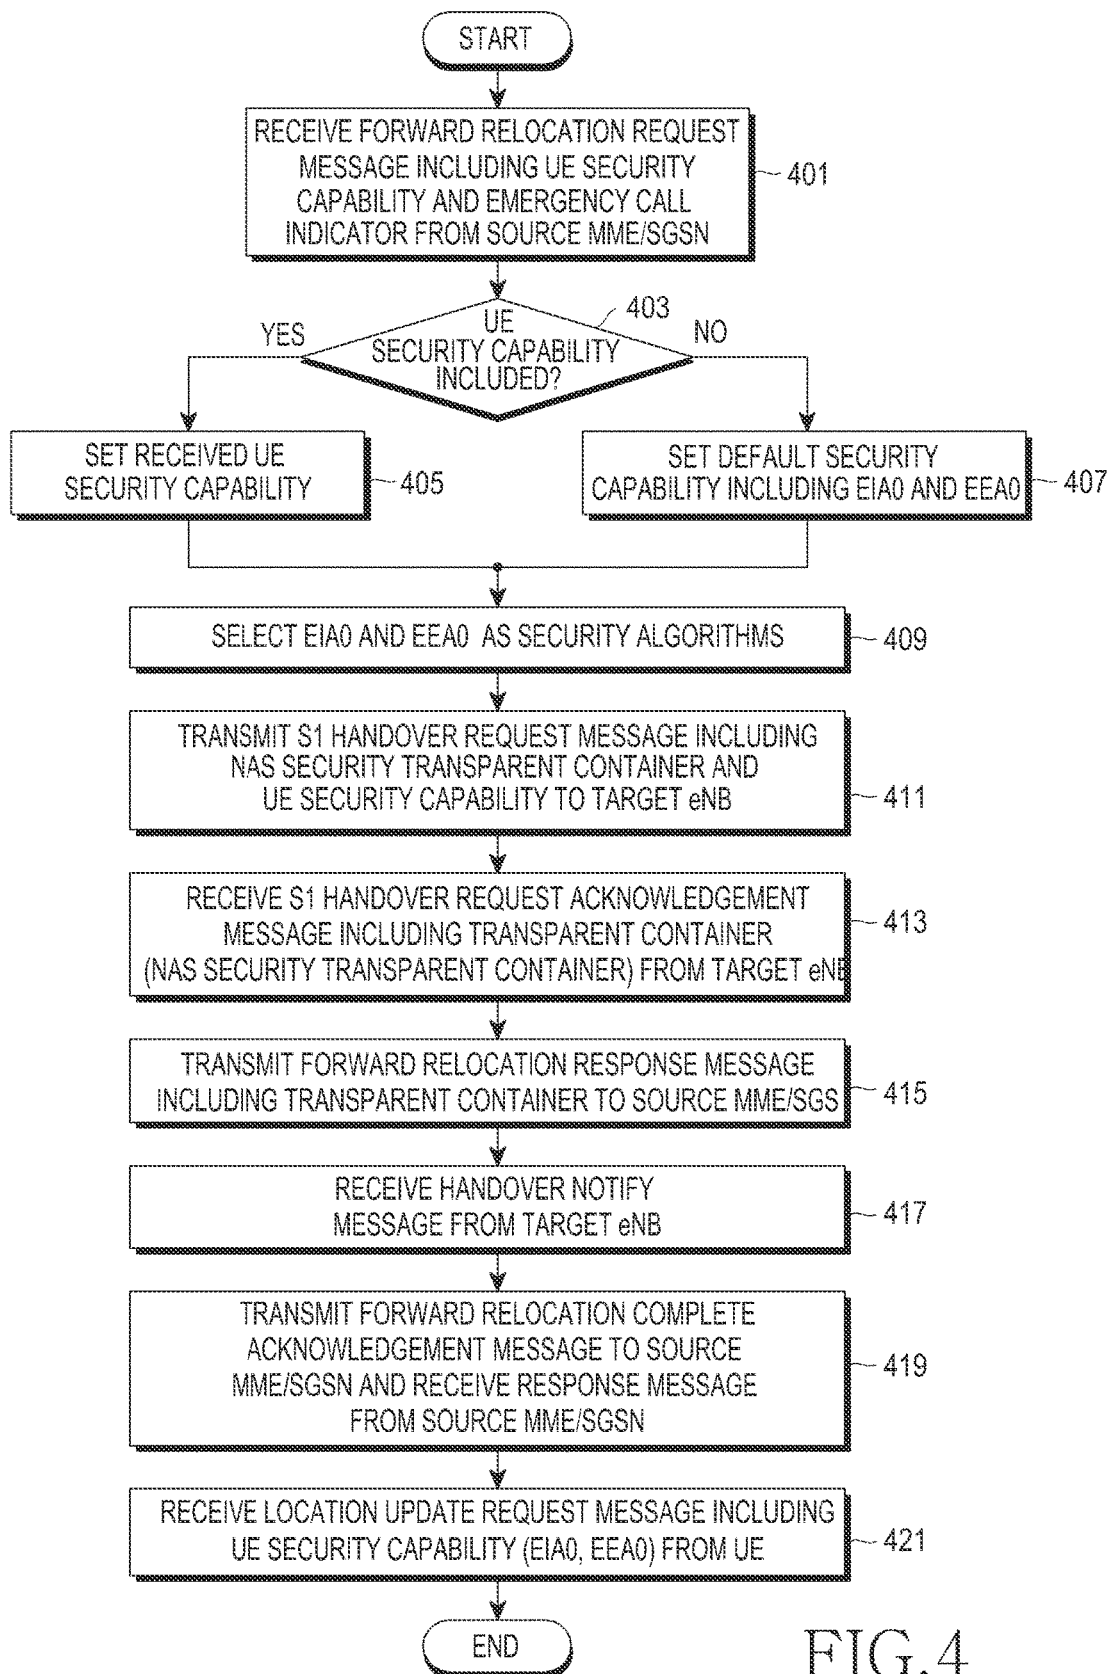 START
RECEIVE FORWARD RELOCATION REQUEST
MESSAGE INCLUDING UE SECURITY
CAPABILITY AND EMERGENCY CALL
INDICATOR FROM SOURCE MME/SGSN
401
403
UE
SECURITY CAPABILITY
INCLUDED?
YES
NO
SET RECEIVED UE
SECURITY CAPABILITY
405
SET DEFAULT SECURITY
CAPABILITY INCLUDING EIA0 AND EEA0
407
SELECT EIA0 AND EEA0 AS SECURITY ALGORITHMS
409
TRANSMIT S1 HANDOVER REQUEST MESSAGE INCLUDING
NAS SECURITY TRANSPARENT CONTAINER AND
UE SECURITY CAPABILITY TO TARGET eNB
411
RECEIVE S1 HANDOVER REQUEST ACKNOWLEDGEMENT
MESSAGE INCLUDING TRANSPARENT CONTAINER
(NAS SECURITY TRANSPARENT CONTAINER) FROM TARGET eNB
413
TRANSMIT FORWARD RELOCATION RESPONSE MESSAGE
INCLUDING TRANSPARENT CONTAINER TO SOURCE MME/SGS
415
RECEIVE HANDOVER NOTIFY
MESSAGE FROM TARGET eNB
417
TRANSMIT FORWARD RELOCATION COMPLETE
ACKNOWLEDGEMENT MESSAGE TO SOURCE
MME/SGSN AND RECEIVE RESPONSE MESSAGE
FROM SOURCE MME/SGSN
419
RECEIVE LOCATION UPDATE REQUEST MESSAGE INCLUDING
UE SECURITY CAPABILITY (EIA0, EEA0) FROM UE
421
END
FIG.4